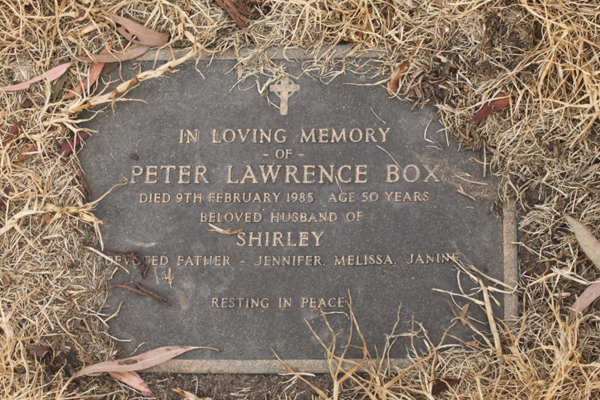 IN LOVING MEMORY
- OF -
PETER LAWRENCE BOX
DIED 9TH FEBRUARY 1985 AGE 50 YEARS
BELOVED HUSBAND OF
SHIRLEY
DEVOTED FATHER - JENNIFER, MELISSA, JANINE
RESTING IN PEACE